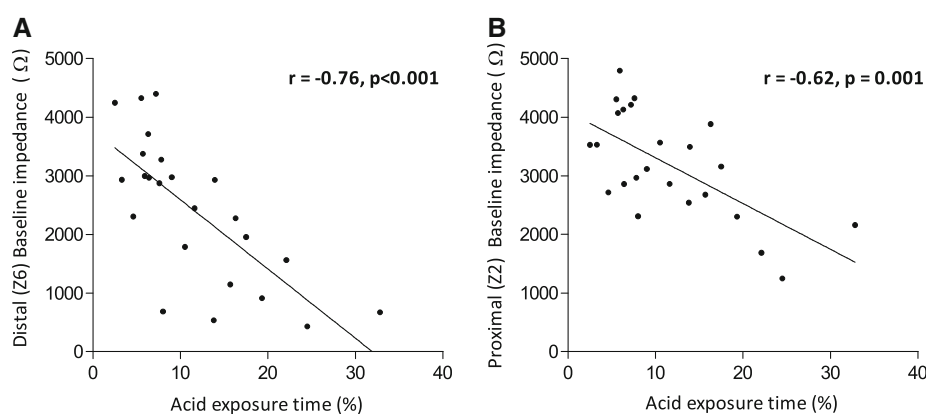 A
Distal (Z6) Baseline impedance ( Ω)
5000
4000
3000
2000
1000
0
r = -0.76, p<0.001
0 10 20 30 40
Acid exposure time (%)
B
Proximal (Z2) Baseline impedance ( Ω)
5000
4000
3000
2000
1000
0
r = -0.62, p = 0.001
0 10 20 30 40
Acid exposure time (%)